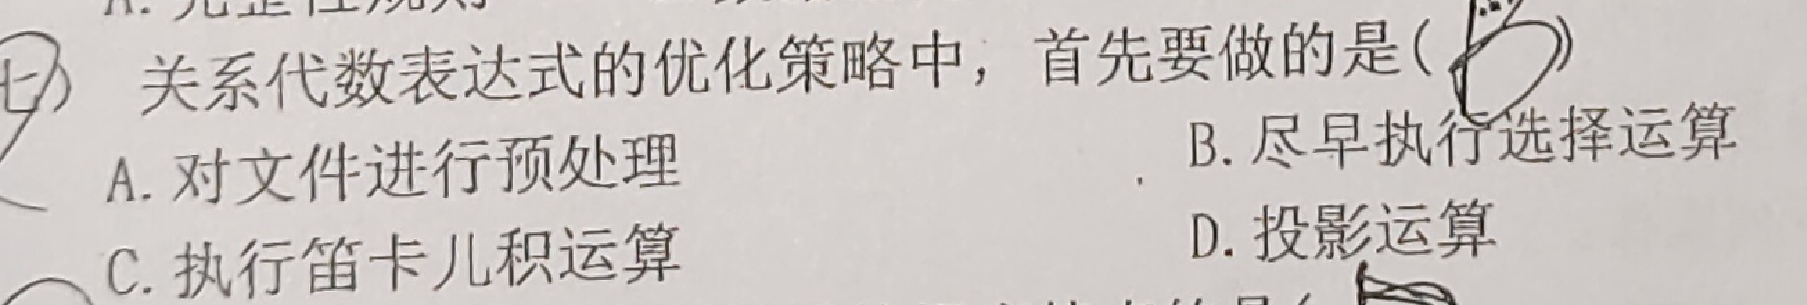 七) 关系代数表达式的优化策略中，首先要做的是(B)
A. 对文件进行预处理 B. 尽早执行选择运算
C. 执行笛卡儿积运算 D. 投影运算